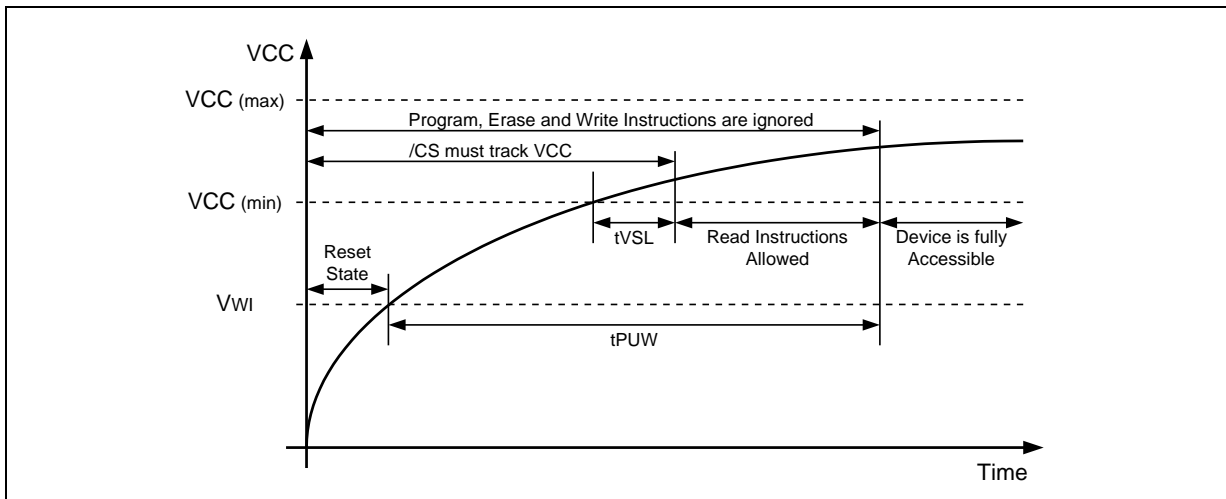 VCC
VCC (max)
Program, Erase and Write Instructions are ignored
/CS must track VCC
VCC (min)
tVSL
Read Instructions
Allowed
Device is fully
Accessible
Reset
State
VWI
tPUW
Time